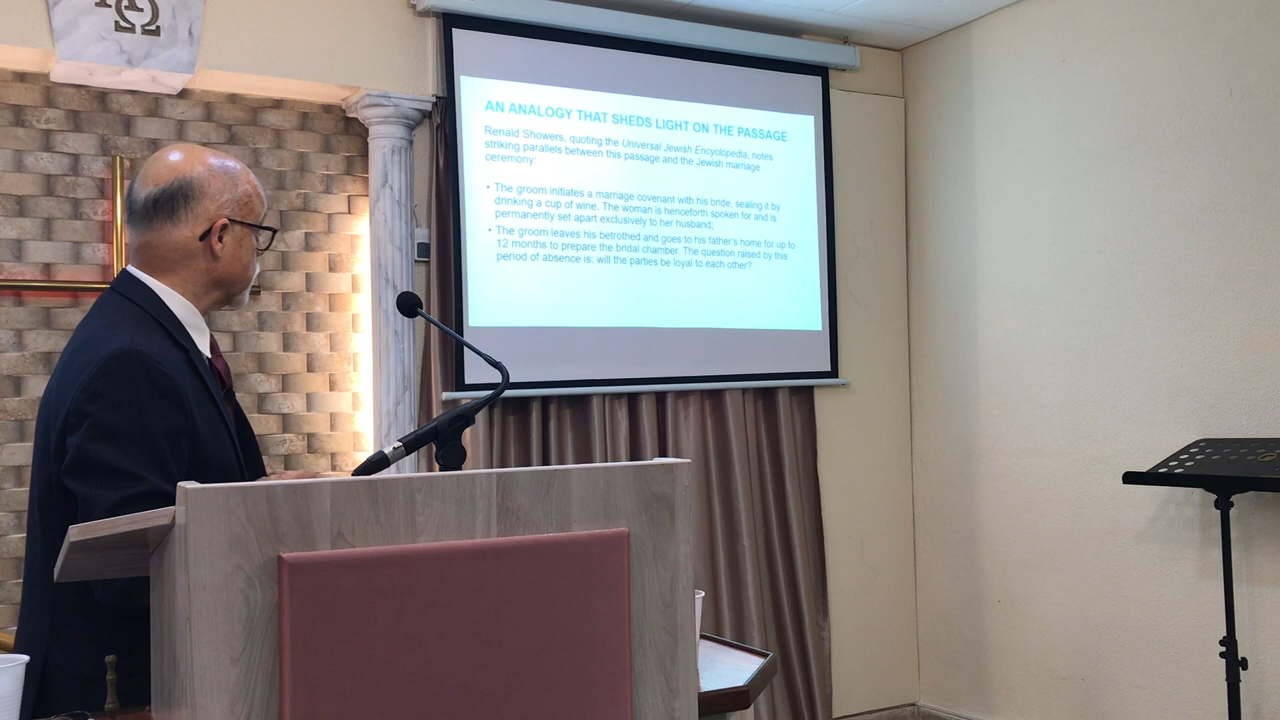 ΑΩ
AN ANALOGY THAT SHEDS LIGHT ON THE PASSAGE
Renald Showers, quoting the Universal Jewish Encyclopedia, notes
striking parallels between this passage and the Jewish marriage
ceremony:
• The groom initiates a marriage covenant with his bride, sealing it by
drinking a cup of wine. The woman is henceforth spoken for and is
permanently set apart exclusively to her husband;
• The groom leaves his betrothed and goes to his father's home for up to
12 months to prepare the bridal chamber. The question raised by this
period of absence is: will the parties be loyal to each other?